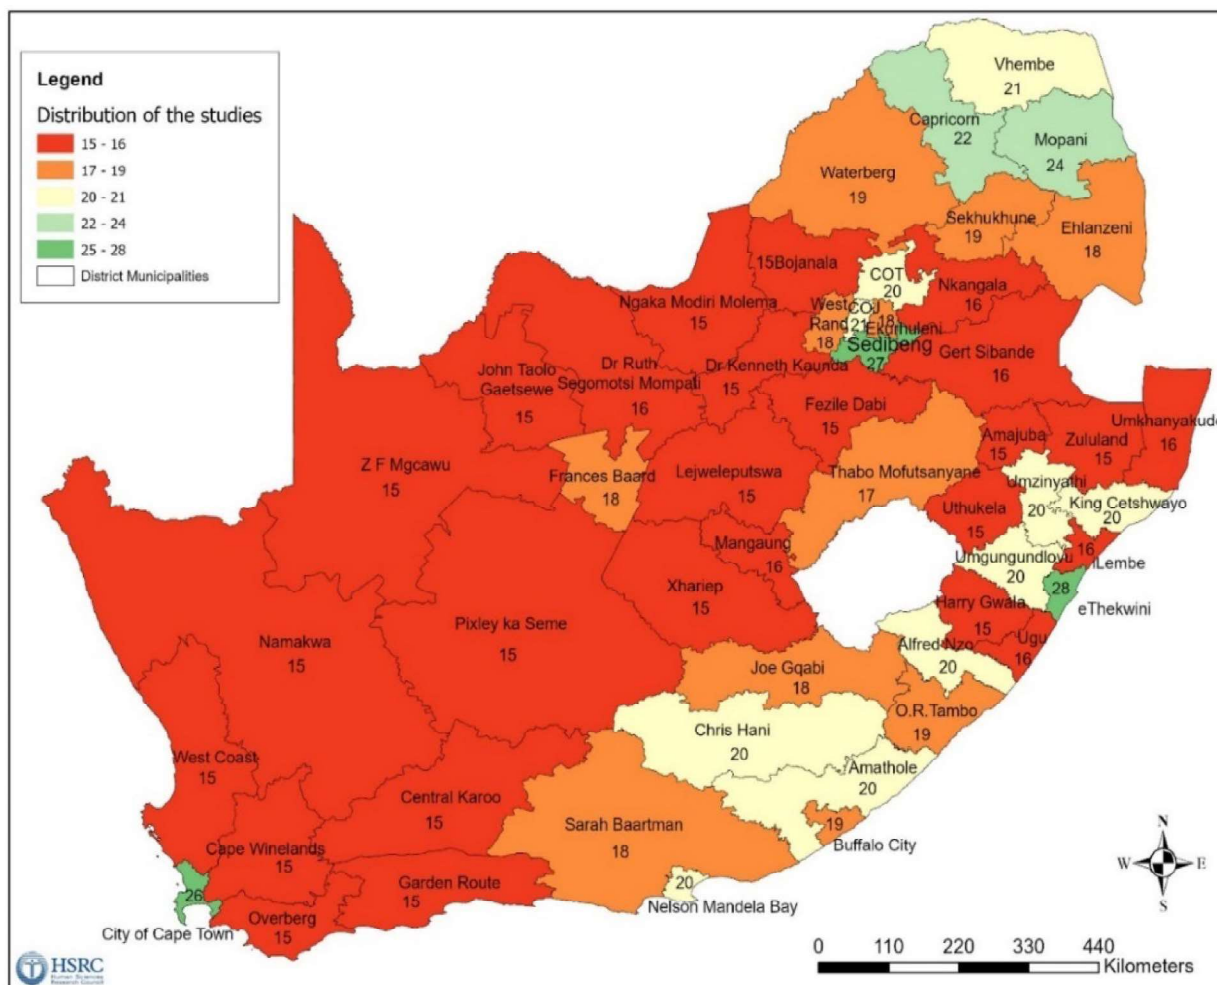 Legend
Distribution of the studies
15 - 16
17 - 19
20 - 21
22 - 24
25 - 28
District Municipalities
Vhembe
21
Capricorn
22
Mopani
24
Waterberg
19
Sekhukhune
19
Ehlanzeni
18
15Bojanala
COT
20
Nkangala
16
Ngaka Modiri Molema
15
West
Rand
18
COJ
21
18
Ekurhuleni
Sedibeng
27
Gert Sibande
16
John Taolo
Gaetsewe
15
Dr Ruth
Segomotsi Mompati
16
Dr Kenneth Kaunda
15
Fezile Dabi
15
Amajuba
15
Zululand
15
Umkhanyakude
16
Z F Mgcawu
15
Frances Baard
18
Lejweleputswa
15
Thabo Mofutsanyane
17
Umzinyathi
20
King Cetshwayo
20
Uthukela
15
Mangaung
16
Umgungundlovu
20
16
iLembe
28
eThekwini
Xhariep
15
Harry Gwala
15
Ugu
16
Namakwa
15
Pixley ka Seme
15
Alfred Nzo
20
Joe Gqabi
18
O.R.Tambo
19
Chris Hani
20
Amathole
20
West Coast
15
Central Karoo
15
Sarah Baartman
18
19
Buffalo City
Cape Winelands
15
Garden Route
15
20
Nelson Mandela Bay
26
City of Cape Town
Overberg
15
N
W
E
S
0 110 220 330 440
Kilometers
HSRC
Human Sciences
Research Council